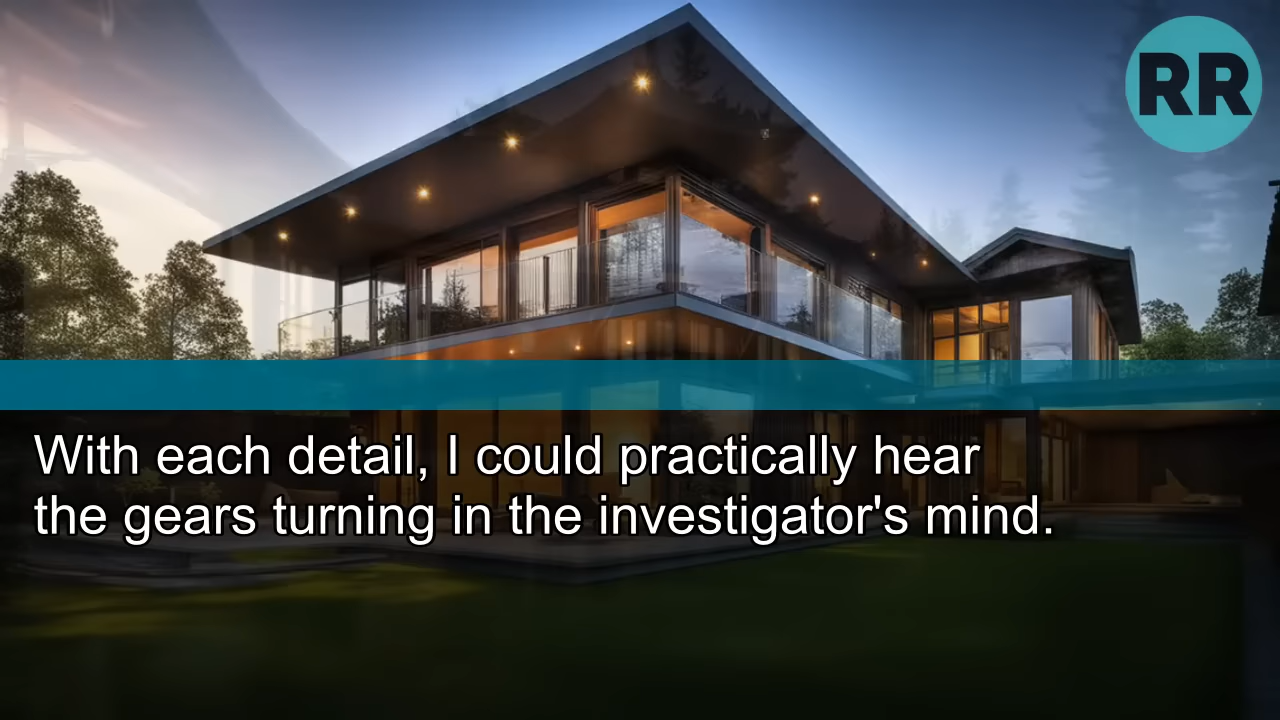 RR
With each detail, I could practically hear
the gears turning in the investigator's mind.